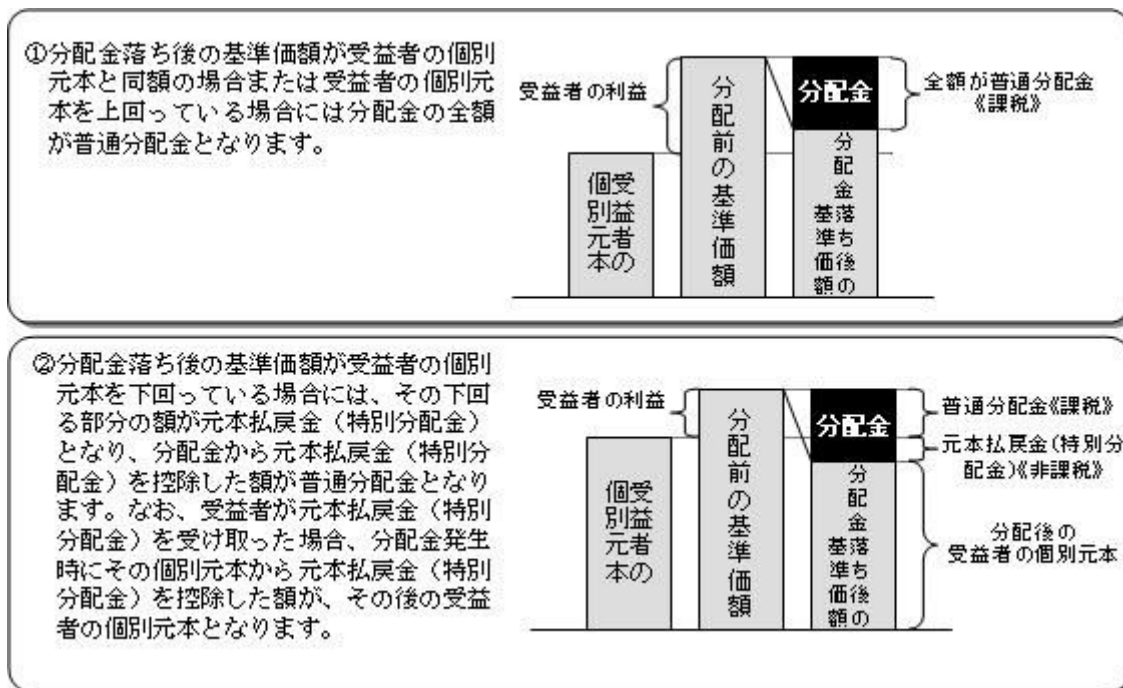 ①分配金落ち後の基準価額が受益者の個別
元本と同額の場合または受益者の個別元
本を上回っている場合には分配金の全額
が普通分配金となります。
受益者の利益
受益者の
個別元本
分配前の基準価額
分配金
分配金落ち後の
基準価額
全額が普通分配金
《課税》
②分配金落ち後の基準価額が受益者の個別
元本を下回っている場合には、その下回
る部分の額が元本払戻金(特別分配金)
となり、分配金から元本払戻金(特別分
配金)を控除した額が普通分配金となり
ます。なお、受益者が元本払戻金(特別
分配金)を受け取った場合、分配金発生
時にその個別元本から元本払戻金(特別
分配金)を控除した額が、その後の受益
者の個別元本となります。
受益者の利益
受益者の
個別元本
分配前の基準価額
分配金
分配金落ち後の
基準価額
普通分配金《課税》
元本払戻金(特別分
配金)《非課税》
分配後の
受益者の個別元本